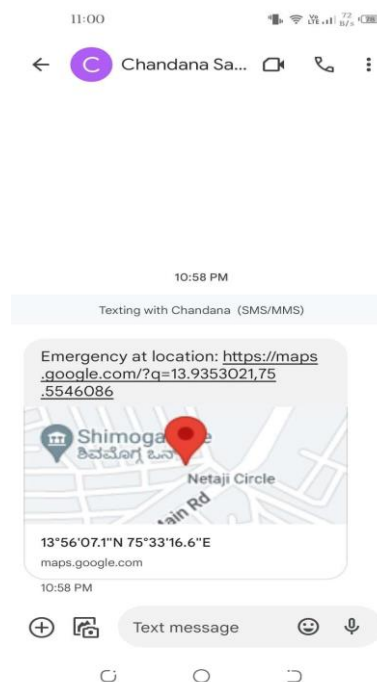 11:00
72
B/s
C
Chandana Sa...
10:58 PM
Texting with Chandana (SMS/MMS)
Emergency at location: https://maps
.google.com/?q=13.9353021,75
.5546086
Shimoga
ಶಿವಮೊಗ್ಗ
Netaji Circle
ain Rd
13°56'07.1"N 75°33'16.6"E
maps.google.com
10:58 PM
Text message